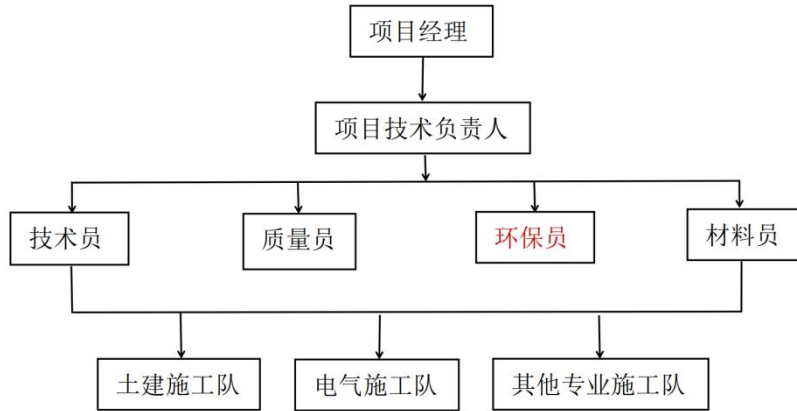 项目经理
项目技术负责人
技术员
质量员
环保员
材料员
土建施工队
电气施工队
其他专业施工队